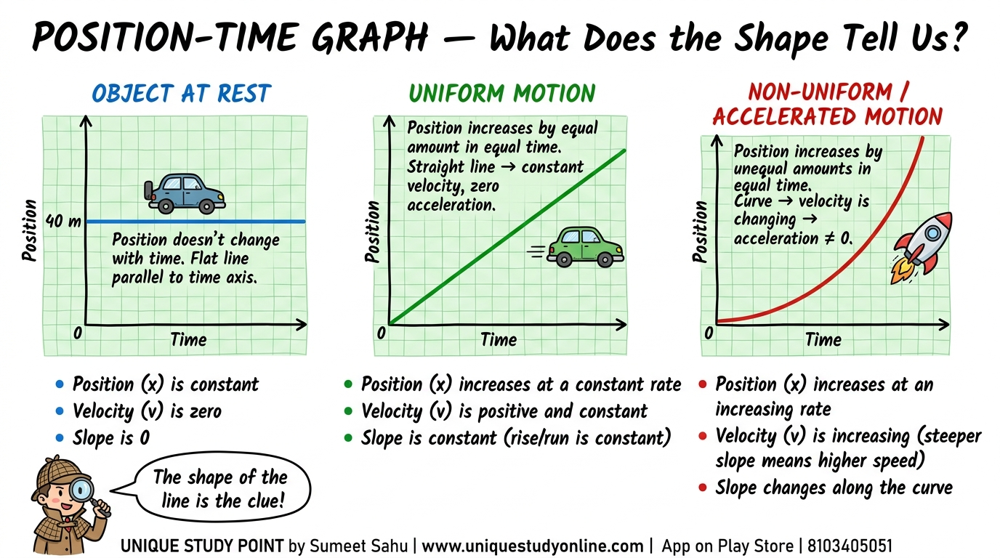 POSITION-TIME GRAPH — What Does the Shape Tell Us?
OBJECT AT REST
Position
40 m
Position doesn't change
with time. Flat line
parallel to time axis.
0
Time
• Position (x) is constant
• Velocity (v) is zero
• Slope is 0
UNIFORM MOTION
Position increases by equal
amount in equal time.
Straight line → constant
velocity, zero
acceleration.
Position
0
Time
• Position (x) increases at a constant rate
• Velocity (v) is positive and constant
• Slope is constant (rise/run is constant)
NON-UNIFORM /
ACCELERATED MOTION
Position increases by
unequal amounts in
equal time.
Curve → velocity is
changing →
acceleration ≠ 0.
Position
0
Time
• Position (x) increases at an
increasing rate
• Velocity (v) is increasing (steeper
slope means higher speed)
• Slope changes along the curve
The shape of the
line is the clue!
UNIQUE STUDY POINT by Sumeet Sahu | www.uniquestudyonline.com | App on Play Store | 8103405051